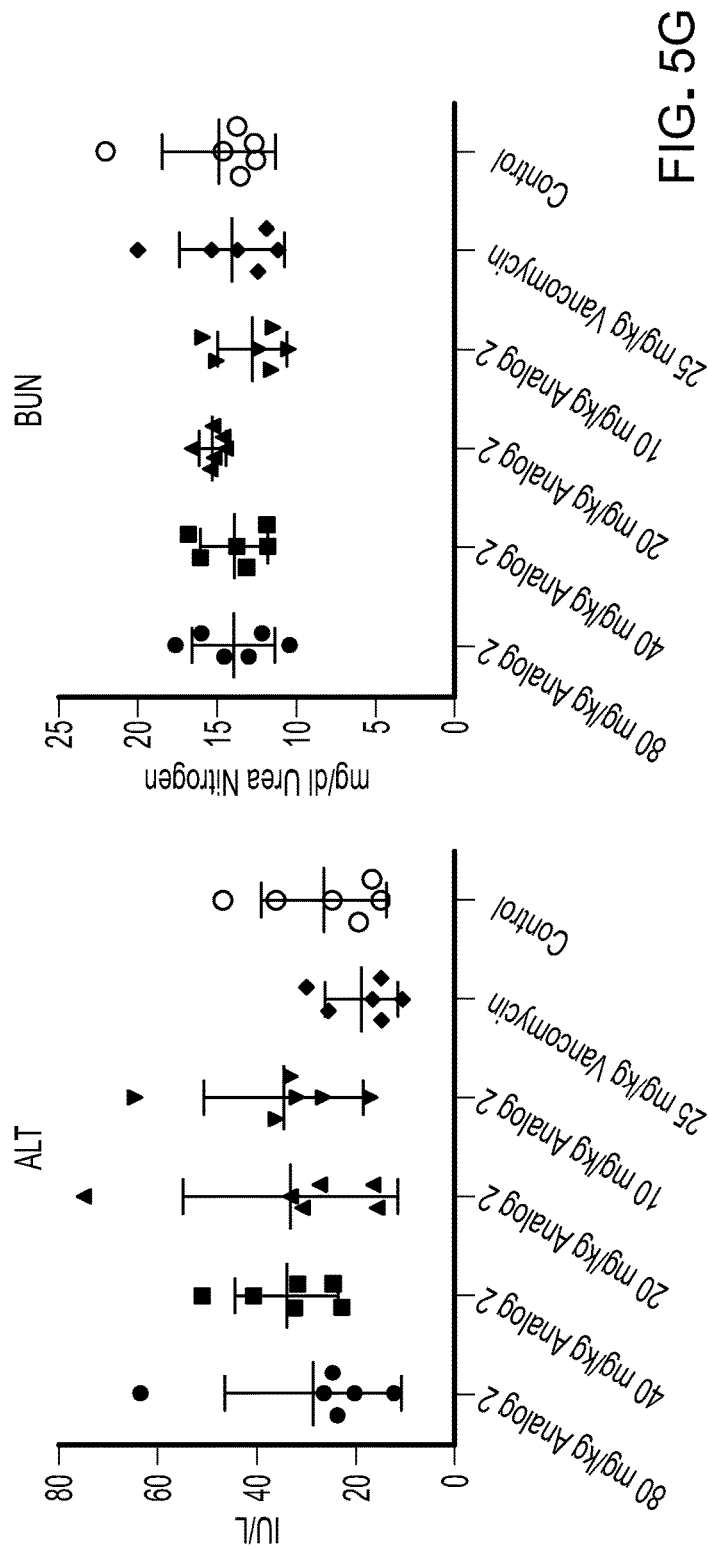 ALT
IU/L
80
60
40
20
0
80 mg/kg Analog 2
40 mg/kg Analog 2
20 mg/kg Analog 2
10 mg/kg Analog 2
25 mg/kg Vancomycin
Control
BUN
mg/dl Urea Nitrogen
25
20
15
10
5
0
80 mg/kg Analog 2
40 mg/kg Analog 2
20 mg/kg Analog 2
10 mg/kg Analog 2
25 mg/kg Vancomycin
Control
FIG. 5G